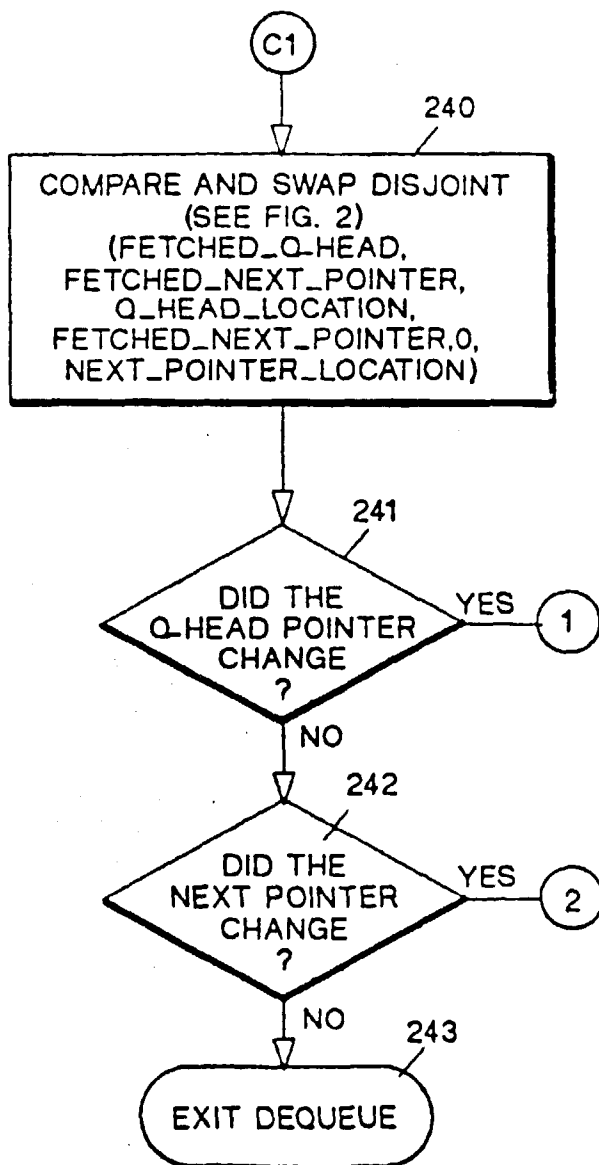 C1
240
COMPARE AND SWAP DISJOINT
(SEE FIG. 2)
(FETCHED_Q_HEAD,
FETCHED_NEXT_POINTER,
Q_HEAD_LOCATION,
FETCHED_NEXT_POINTER,0,
NEXT_POINTER_LOCATION)
241
DID THE
Q_HEAD POINTER
CHANGE
?
YES
1
NO
242
DID THE
NEXT POINTER
CHANGE
?
YES
2
NO
243
EXIT DEQUEUE